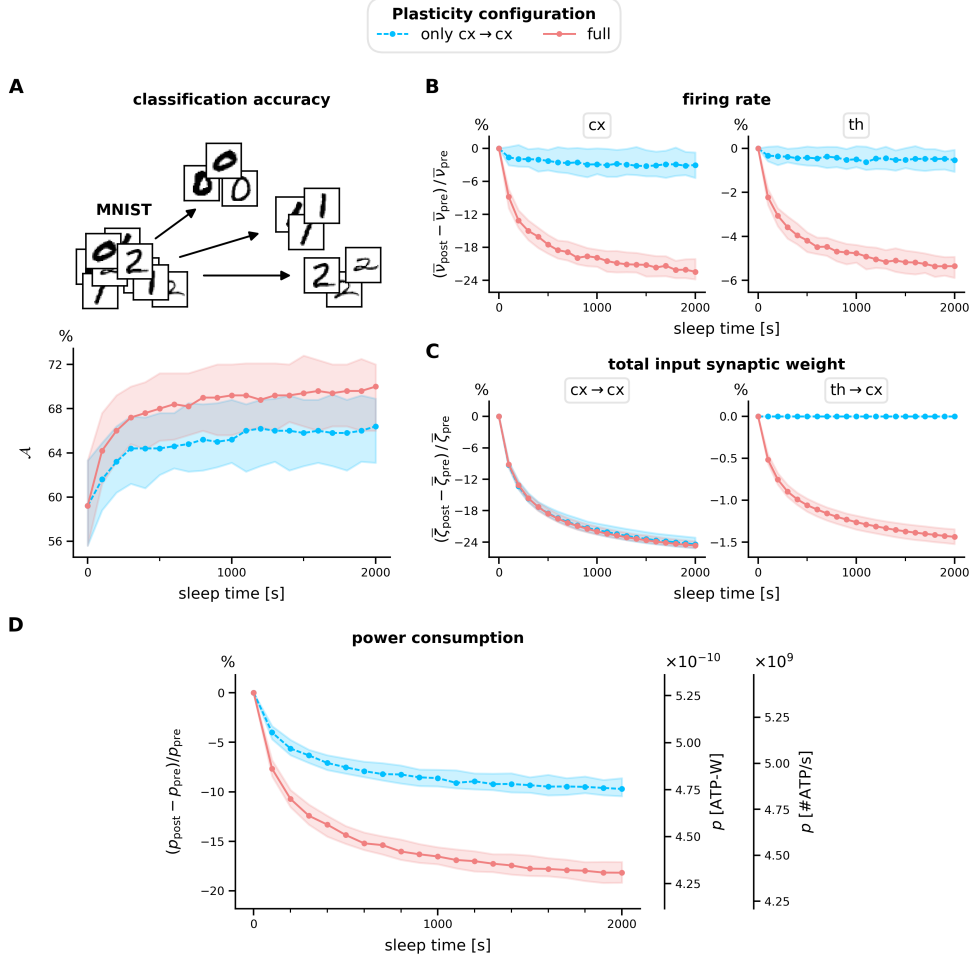 Plasticity configuration
only cx → cx full
A
classification accuracy
MNIST
%
72
68
64
60
56
𝒜
0 1000 2000
sleep time [s]
B
firing rate
% cx
0
−6
−12
−18
−24
(ν̅post − ν̅pre) / ν̅pre
0 1000 2000
% th
0
−2
−4
−6
0 1000 2000
sleep time [s]
C
total input synaptic weight
% cx → cx
0
−6
−12
−18
−24
(ζ̅post − ζ̅pre) / ζ̅pre
0 1000 2000
% th → cx
0.0
−0.5
−1.0
−1.5
0 1000 2000
sleep time [s]
D
power consumption
%
0
−5
−10
−15
−20
(ppost − ppre)/ppre
0 1000 2000
sleep time [s]
×10⁻¹⁰
5.25
5.00
4.75
4.50
4.25
p [ATP-W]
×10⁹
5.25
5.00
4.75
4.50
4.25
p [#ATP/s]